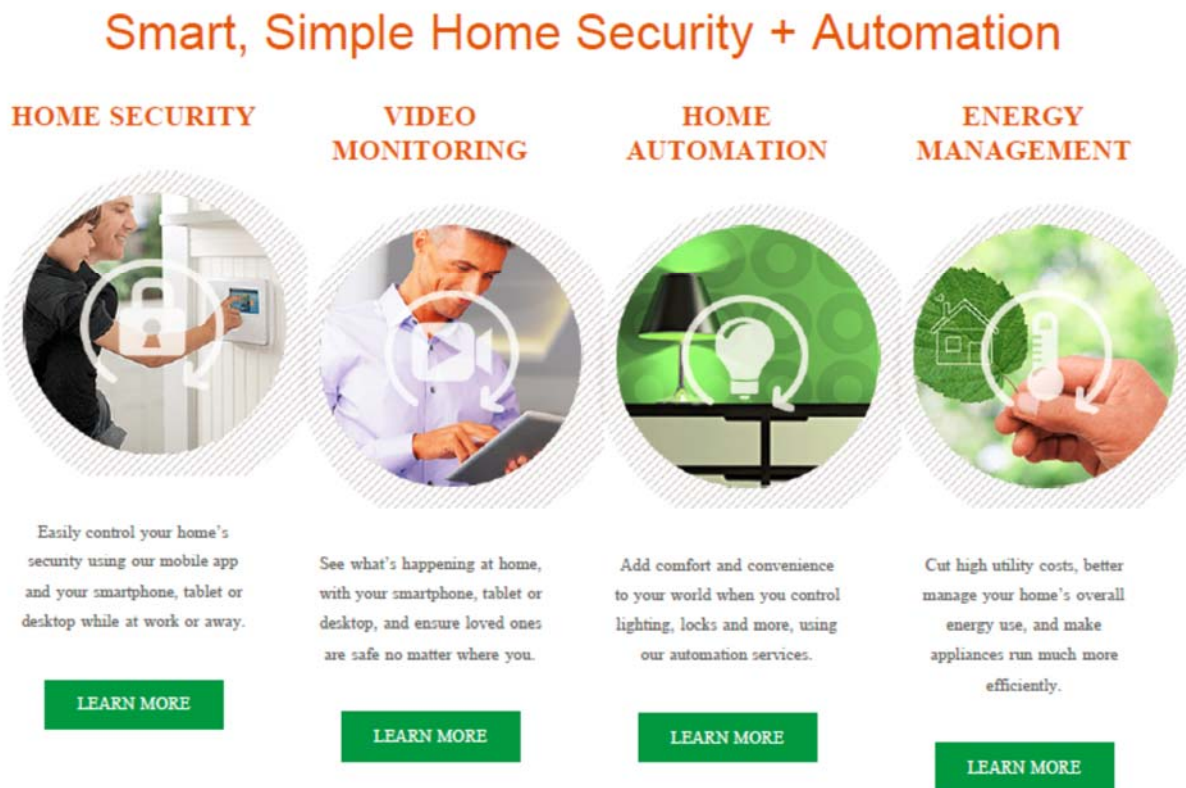 Smart, Simple Home Security + Automation
HOME SECURITY
Easily control your home's
security using our mobile app
and your smartphone, tablet or
desktop while at work or away.
LEARN MORE
VIDEO
MONITORING
See what's happening at home,
with your smartphone, tablet or
desktop, and ensure loved ones
are safe no matter where you.
LEARN MORE
HOME
AUTOMATION
Add comfort and convenience
to your world when you control
lighting, locks and more, using
our automation services.
LEARN MORE
ENERGY
MANAGEMENT
Cut high utility costs, better
manage your home's overall
energy use, and make
appliances run much more
efficiently.
LEARN MORE